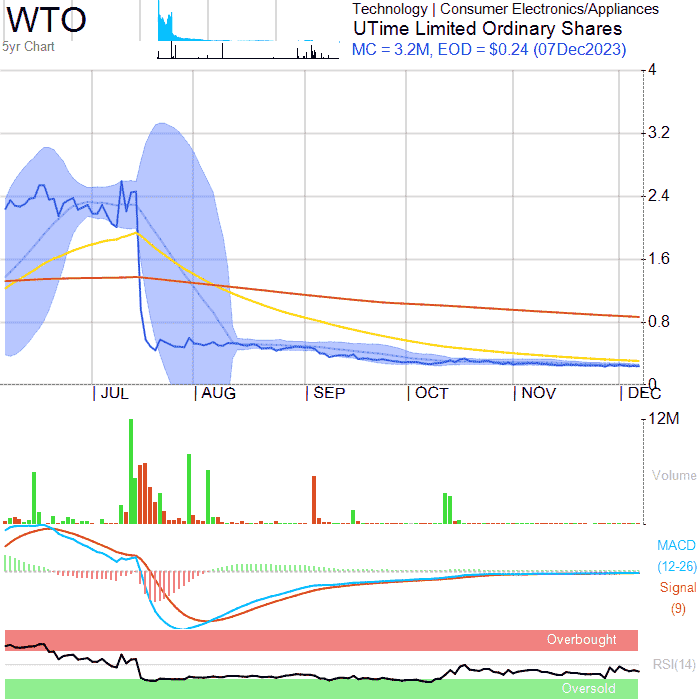 WTO
5yr Chart
Technology | Consumer Electronics/Appliances
UTime Limited Ordinary Shares
MC = 3.2M, EOD = $0.24 (07Dec2023)
4
3.2
2.4
1.6
0.8
0
JUL AUG SEP OCT NOV DEC
12M
Volume
MACD
(12-26)
Signal
(9)
Overbought
RSI(14)
Oversold